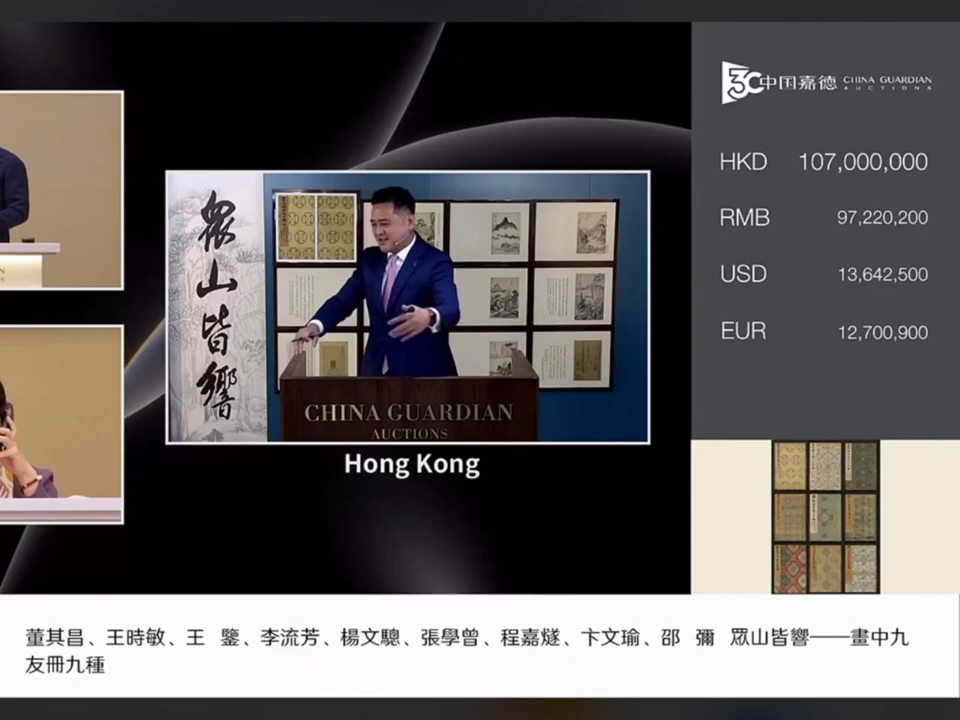 30 中国嘉德 CHINA GUARDIAN
AUCTIONS
HKD 107,000,000
RMB 97,220,200
USD 13,642,500
EUR 12,700,900
眾山皆響
CHINA GUARDIAN
AUCTIONS
Hong Kong
董其昌、王時敏、王 鑒、李流芳、楊文驄、張學曾、程嘉燧、卞文瑜、邵 彌 眾山皆響——畫中九
友冊九種